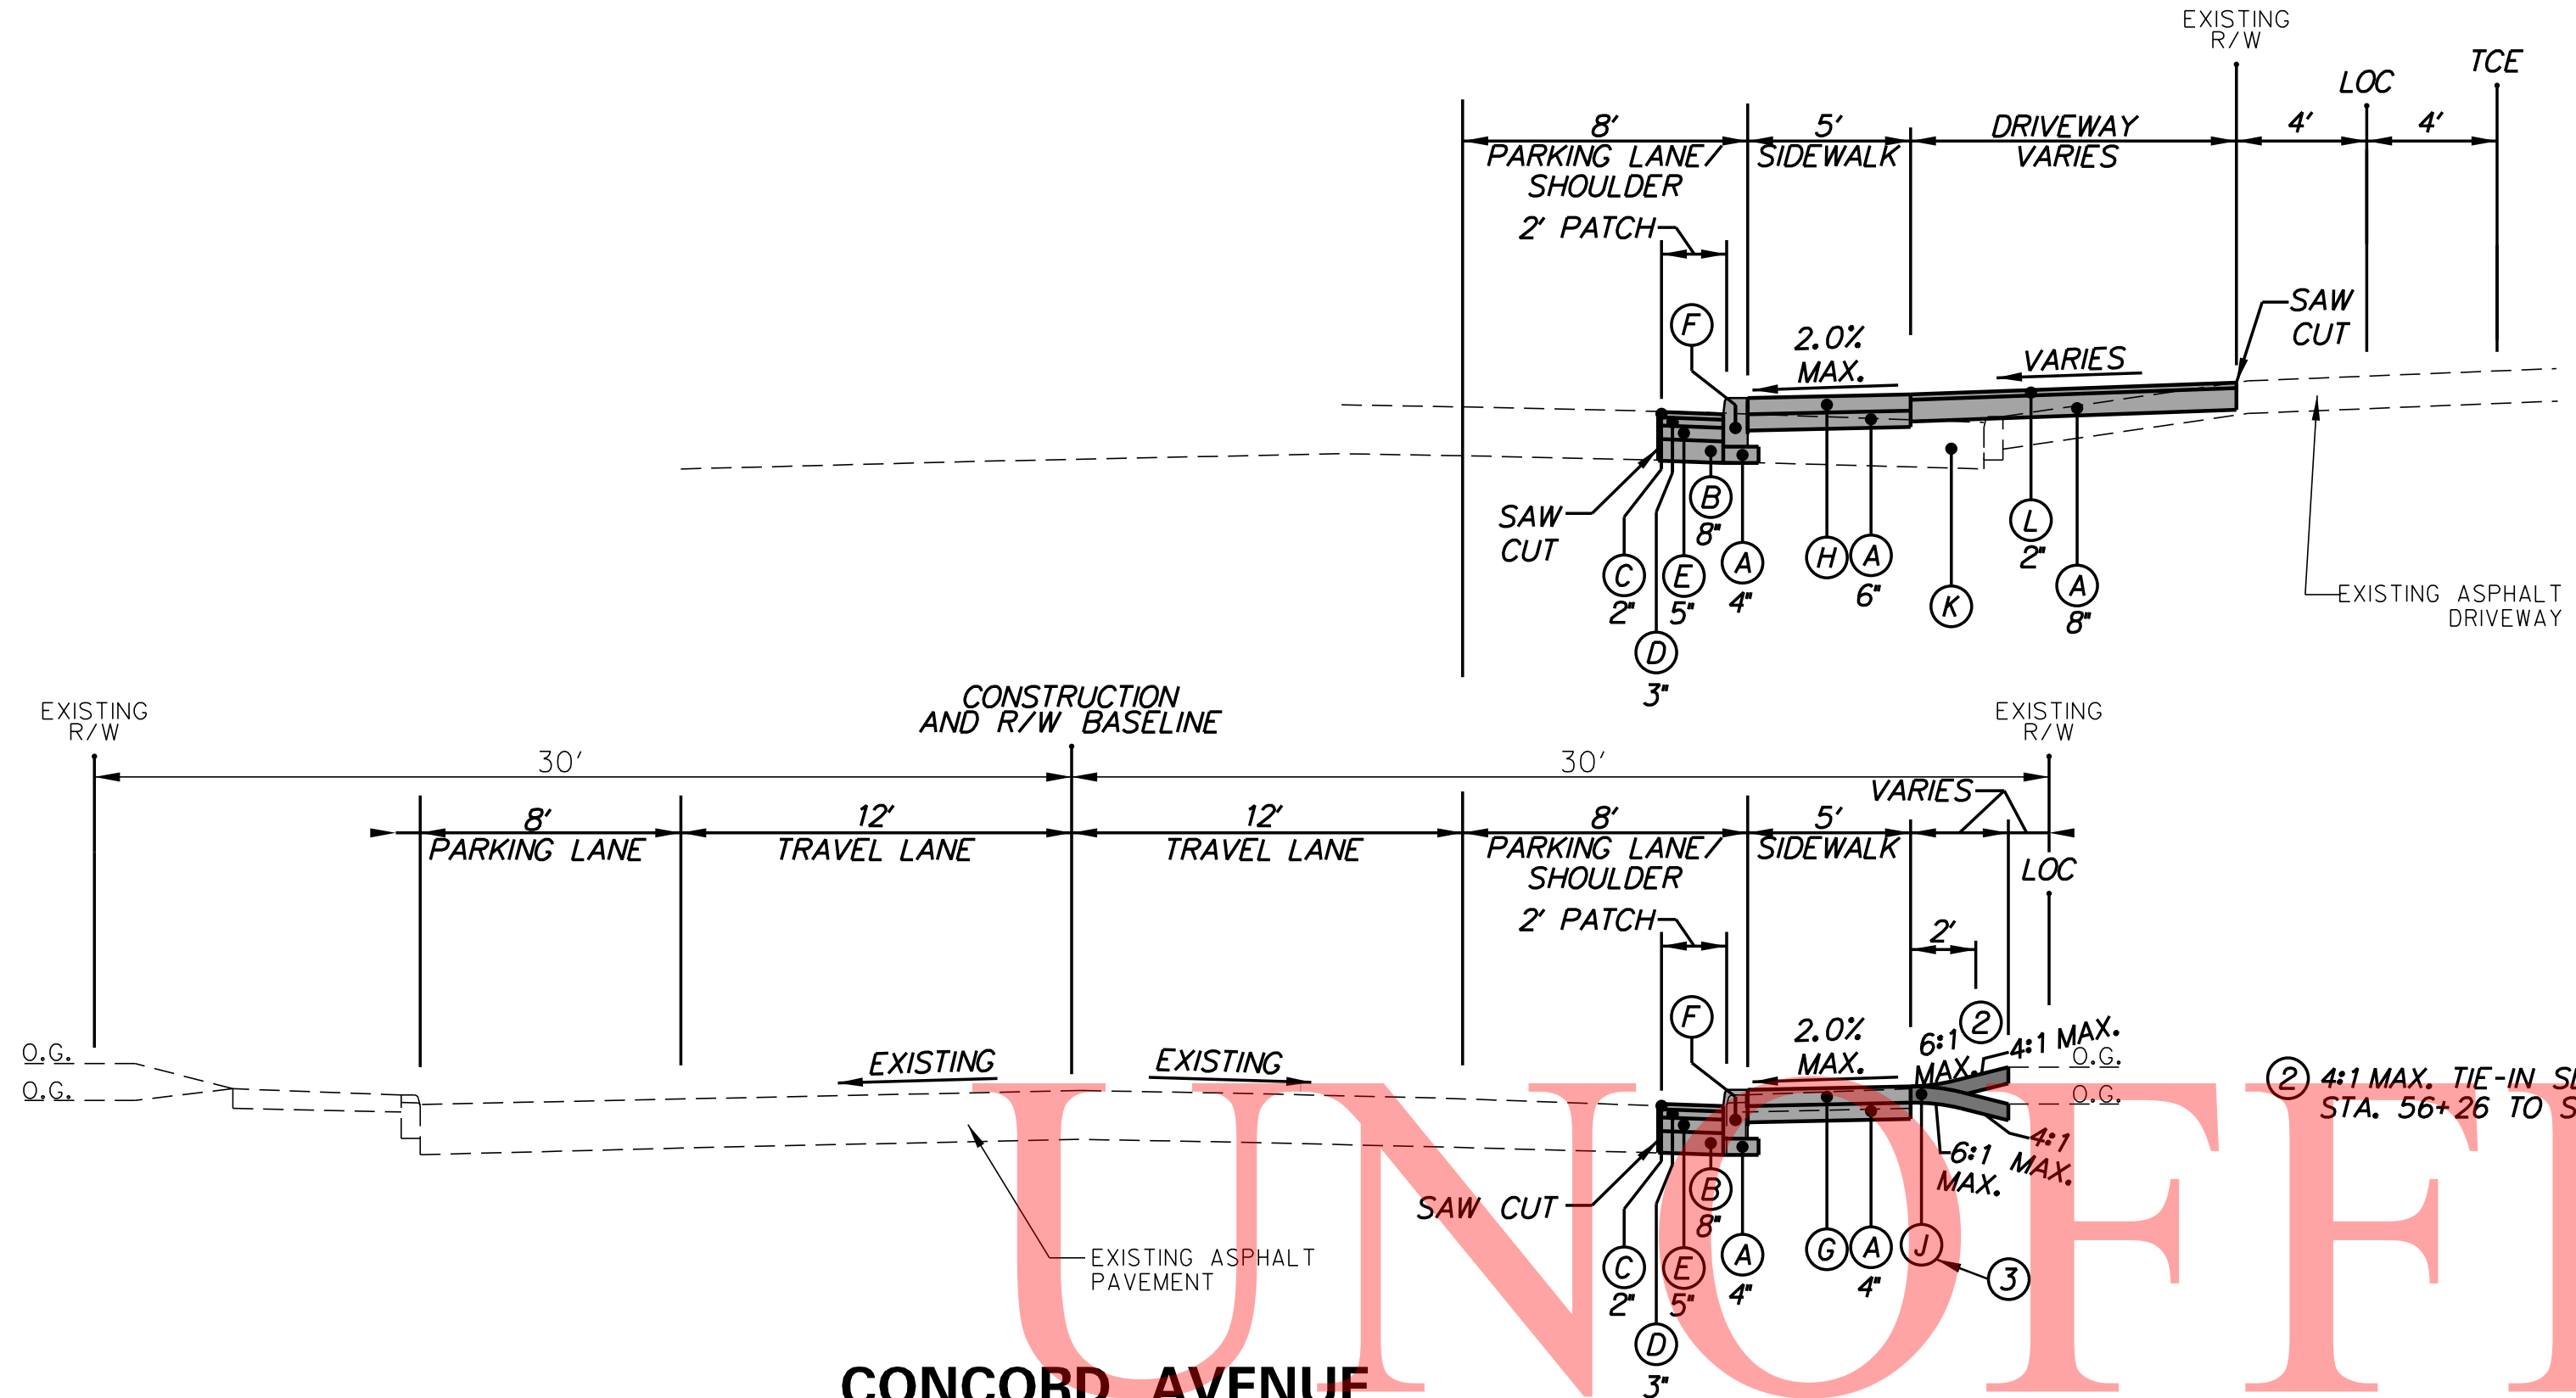 EXISTING
R/W
LOC
TCE
8'
5'
DRIVEWAY
4'
4'
PARKING LANE/
SIDEWALK
VARIES
SHOULDER
2' PATCH
SAW
CUT
F
2.0%
MAX.
VARIES
SAW
CUT
B
8"
C
2"
E
5"
A
4"
H
A
6"
K
L
2"
A
8"
D
3"
EXISTING ASPHALT
DRIVEWAY
EXISTING
R/W
CONSTRUCTION
AND R/W BASELINE
EXISTING
R/W
30'
30'
VARIES
8'
12'
12'
8'
5'
PARKING LANE
TRAVEL LANE
TRAVEL LANE
PARKING LANE/
SIDEWALK
LOC
SHOULDER
2' PATCH
2'
F
2.0%
MAX.
2
6:1
MAX.
4:1 MAX.
O.G.
O.G.
EXISTING
EXISTING
O.G.
O.G.
2 4:1 MAX. TIE-IN
STA. 56+26 TO
6:1
MAX.
4:1
MAX.
SAW CUT
B
8"
C
2"
E
5"
A
4"
G
A
4"
J
3
D
3"
EXISTING ASPHALT
PAVEMENT
CONCORD AVENUE